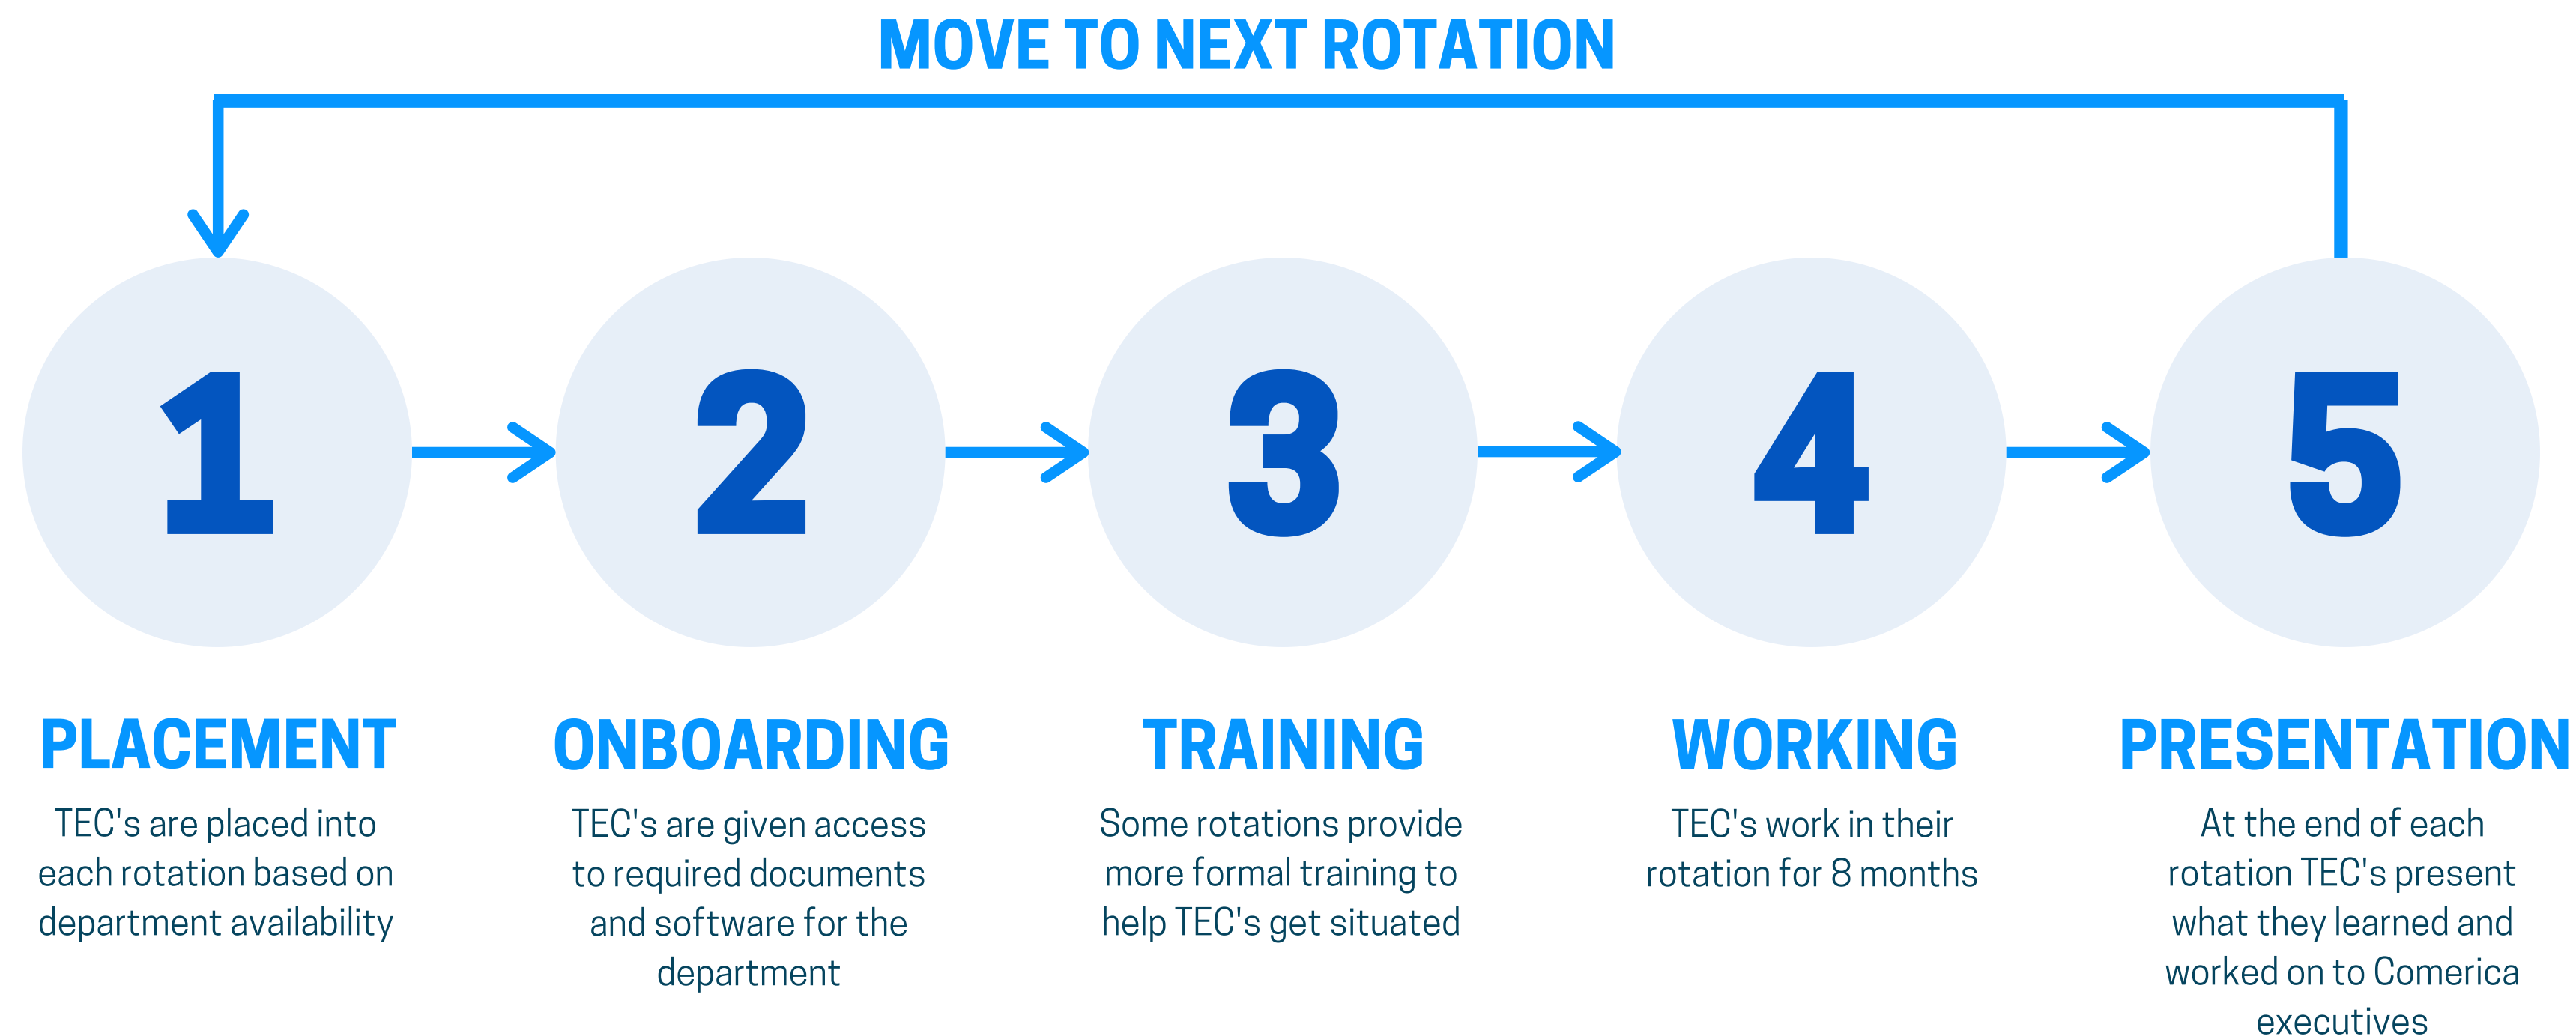 MOVE TO NEXT ROTATION
1
2
3
4
5
PLACEMENT
TEC's are placed into
each rotation based on
department availability
ONBOARDING
TEC's are given access
to required documents
and software for the
department
TRAINING
Some rotations provide
more formal training to
help TEC's get situated
WORKING
TEC's work in their
rotation for 8 months
PRESENTATION
At the end of each
rotation TEC's present
what they learned and
worked on to Comerica
executives